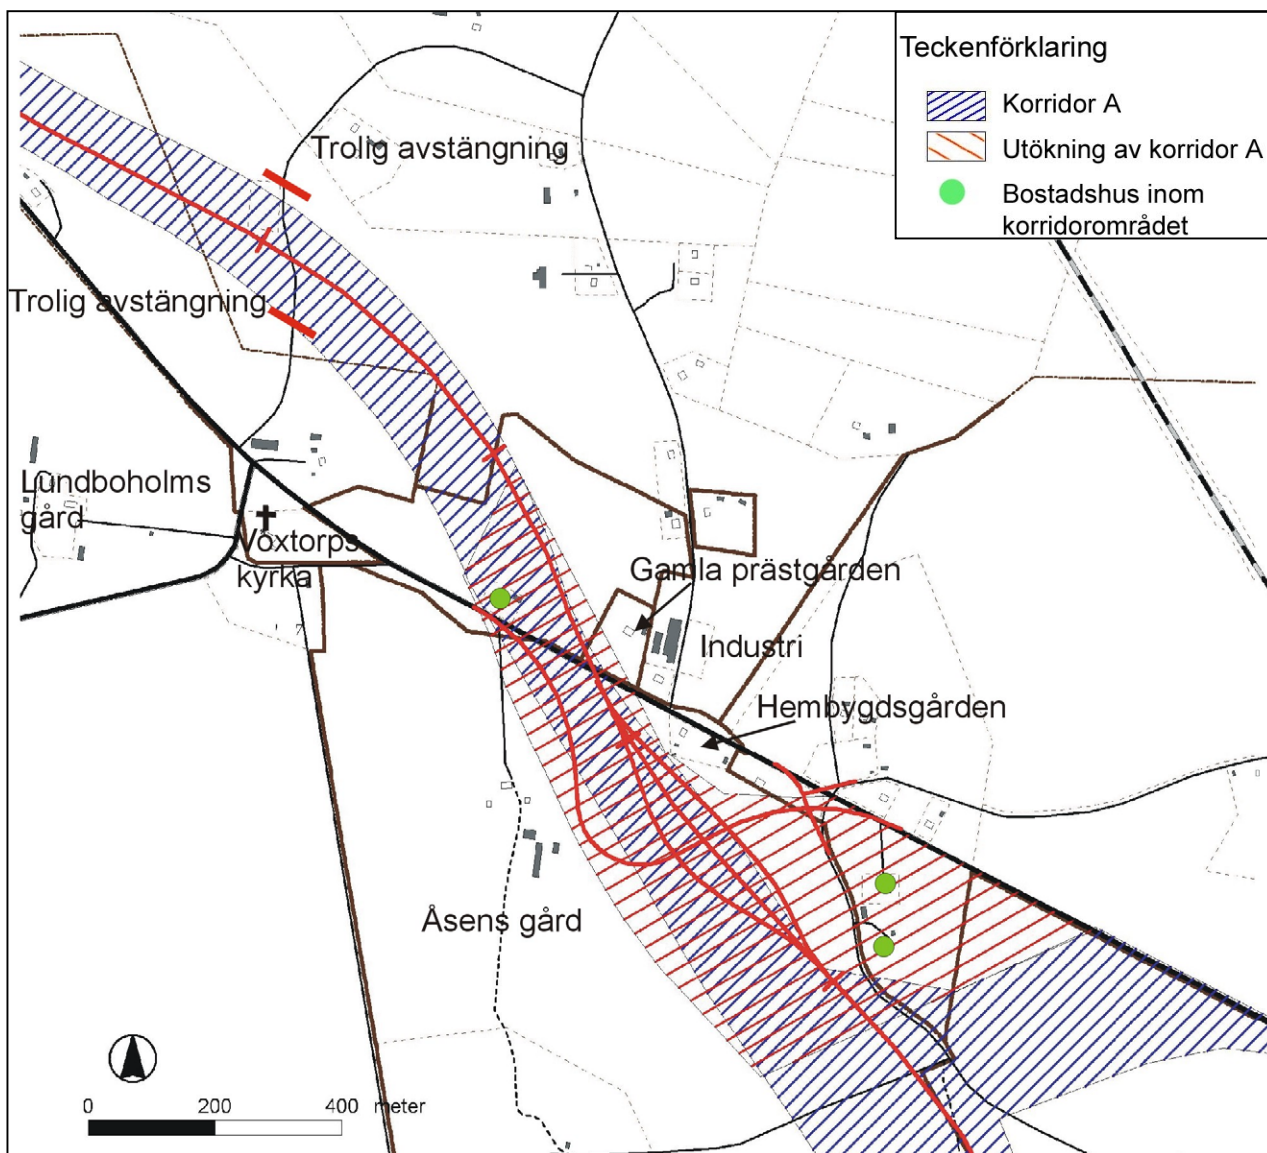 Teckenförklaring
Korridor A
Utökning av korridor A
Bostadshus inom
korridorområdet
Trolig avstängning
Trolig avstängning
Lundboholms
gård
Voxtorps
kyrka
Gamla prästgården
Industri
Hembygdsgården
Åsens gård
0 200 400 meter